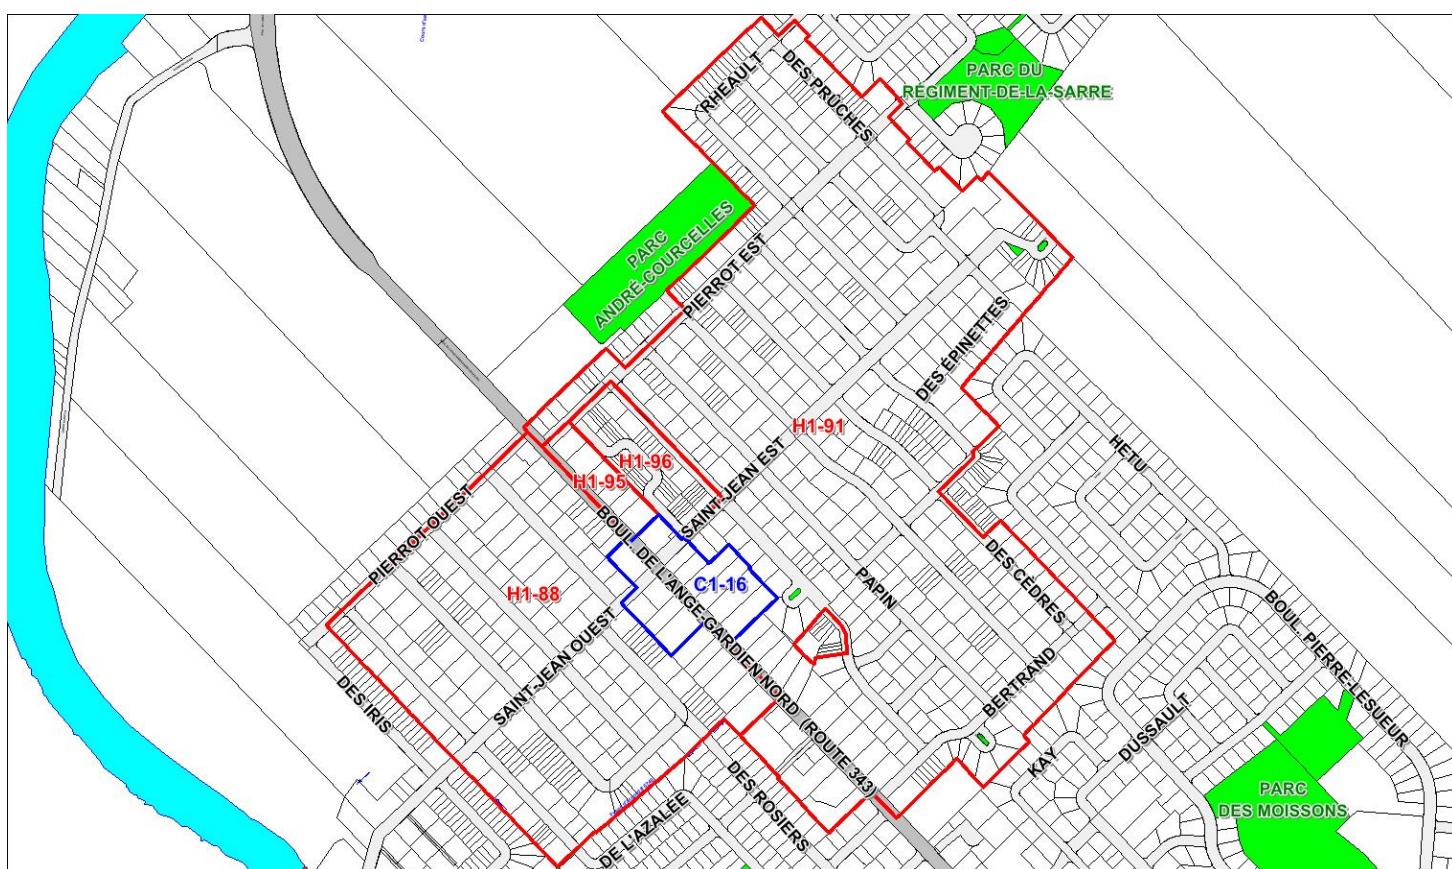 PARC DU
RÉGIMENT-DE-LA-SARRE
RHEAULT
DES PRÛCHES
PARC
ANDRÉ-COURCELLES
PIERROT EST
DES ÉPINETTES
H1-91
HETU
H1-96
H1-95
SAINT-JEAN EST
PIERROT OUEST
BOUL. DE L'ANGE-GARDIEN NORD (ROUTE 343)
C1-16
H1-88
PAPIN
DES CÈDRES
BOUL. PIERRE-LESUEUR
SAINT-JEAN OUEST
DES IRIS
BERTRAND
DUSSAULT
KAY
DES ROSIERS
DE L'AZALÉE
PARC
DES MOISSONS